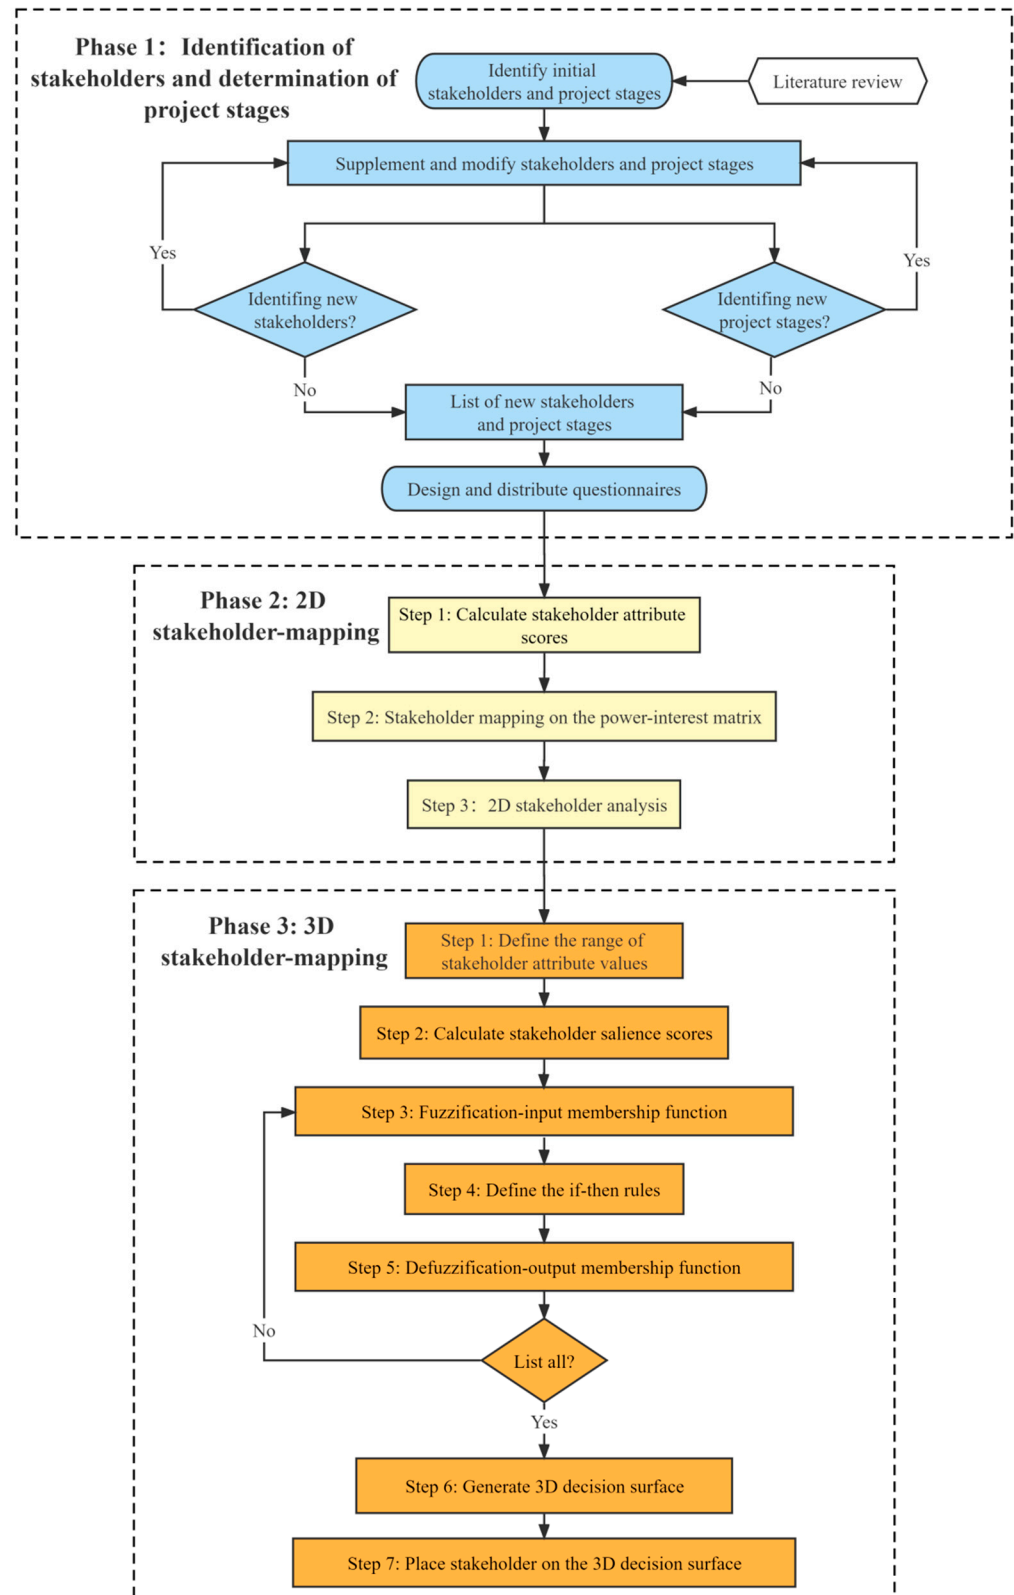 Phase 1：Identification of
stakeholders and determination of
project stages
Identify initial
stakeholders and project stages
Literature review
Supplement and modify stakeholders and project stages
Yes
Yes
Identifing new
stakeholders?
Identifing new
project stages?
No
No
List of new stakeholders
and project stages
Design and distribute questionnaires
Phase 2: 2D
stakeholder-mapping
Step 1: Calculate stakeholder attribute
scores
Step 2: Stakeholder mapping on the power-interest matrix
Step 3：2D stakeholder analysis
Phase 3: 3D
stakeholder-mapping
Step 1: Define the range of
stakeholder attribute values
Step 2: Calculate stakeholder salience scores
Step 3: Fuzzification-input membership function
Step 4: Define the if-then rules
Step 5: Defuzzification-output membership function
No
List all?
Yes
Step 6: Generate 3D decision surface
Step 7: Place stakeholder on the 3D decision surface